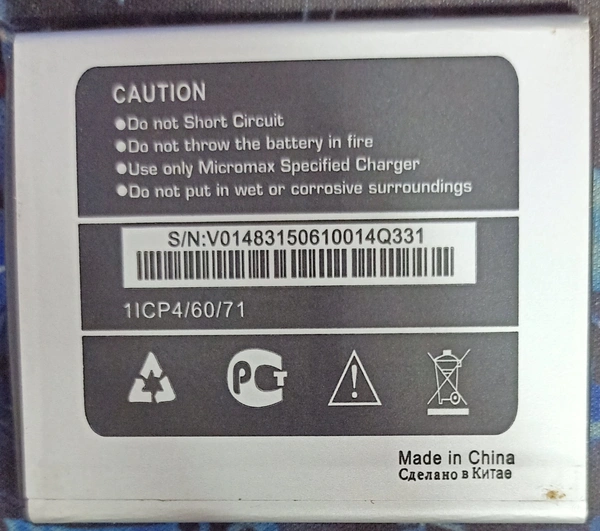 CAUTION
●Do not Short Circuit
●Do not throw the battery in fire
●Use only Micromax Specified Charger
●Do not put in wet or corrosive surroundings
S/N:V01483150610014Q331
1ICP4/60/71
РСТ
Made in China
Сделано в Китае